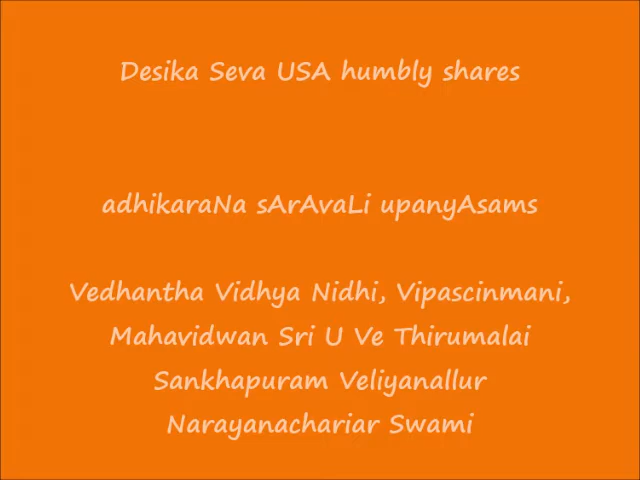 Desika Seva USA humbly shares
adhikaraNa sArAvaLi upanyAsams
Vedhantha Vidhya Nidhi, Vipascinmani,
Mahavidwan Sri U Ve Thirumalai
Sankhapuram Veliyanallur
Narayanachariar Swami